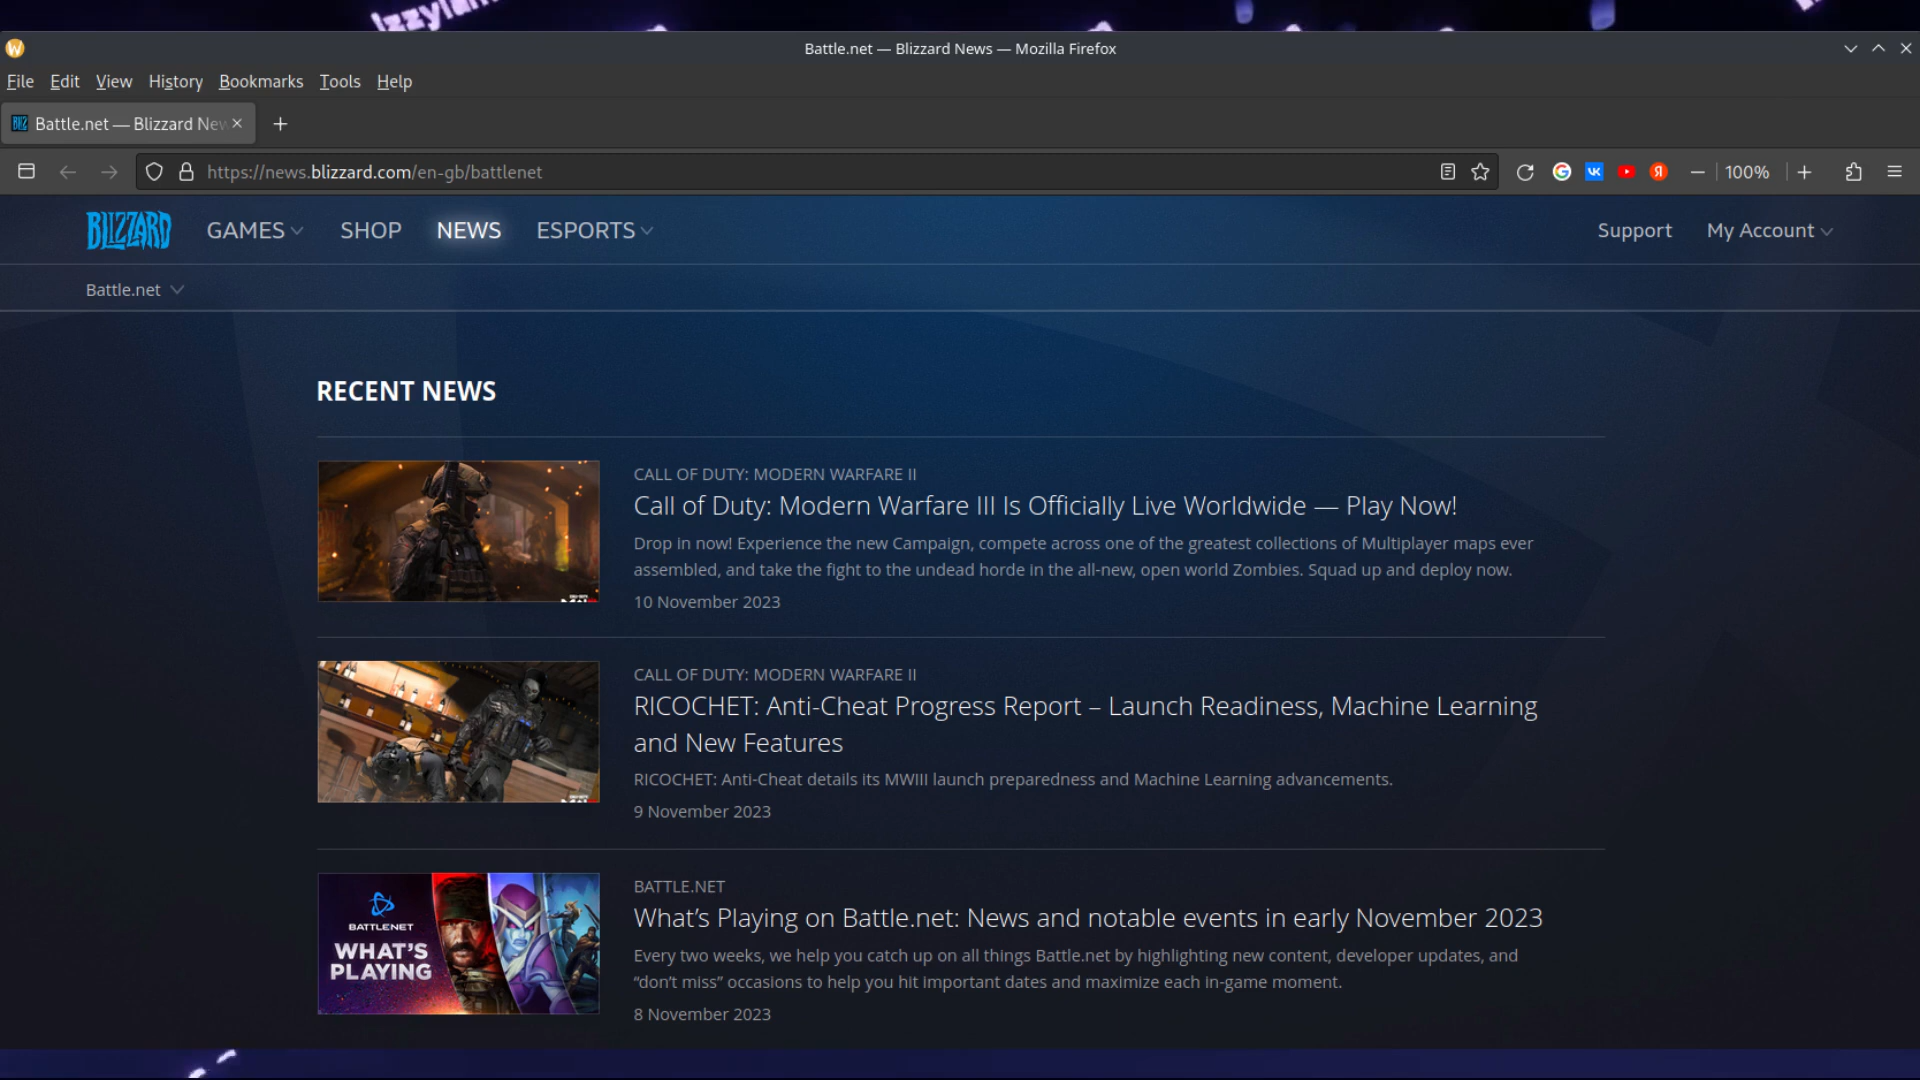 Battle.net — Blizzard News — Mozilla Firefox
File Edit View History Bookmarks Tools Help
Battle.net — Blizzard New
https://news.blizzard.com/en-gb/battlenet
100%
BLIZZARD GAMES SHOP NEWS ESPORTS Support My Account
Battle.net
RECENT NEWS
CALL OF DUTY: MODERN WARFARE II
Call of Duty: Modern Warfare III Is Officially Live Worldwide — Play Now!
Drop in now! Experience the new Campaign, compete across one of the greatest collections of Multiplayer maps ever
assembled, and take the fight to the undead horde in the all-new, open world Zombies. Squad up and deploy now.
10 November 2023
CALL OF DUTY: MODERN WARFARE II
RICOCHET: Anti-Cheat Progress Report – Launch Readiness, Machine Learning
and New Features
RICOCHET: Anti-Cheat details its MWIII launch preparedness and Machine Learning advancements.
9 November 2023
BATTLE.NET
WHAT'S
PLAYING
BATTLE.NET
What’s Playing on Battle.net: News and notable events in early November 2023
Every two weeks, we help you catch up on all things Battle.net by highlighting new content, developer updates, and
“don’t miss” occasions to help you hit important dates and maximize each in-game moment.
8 November 2023